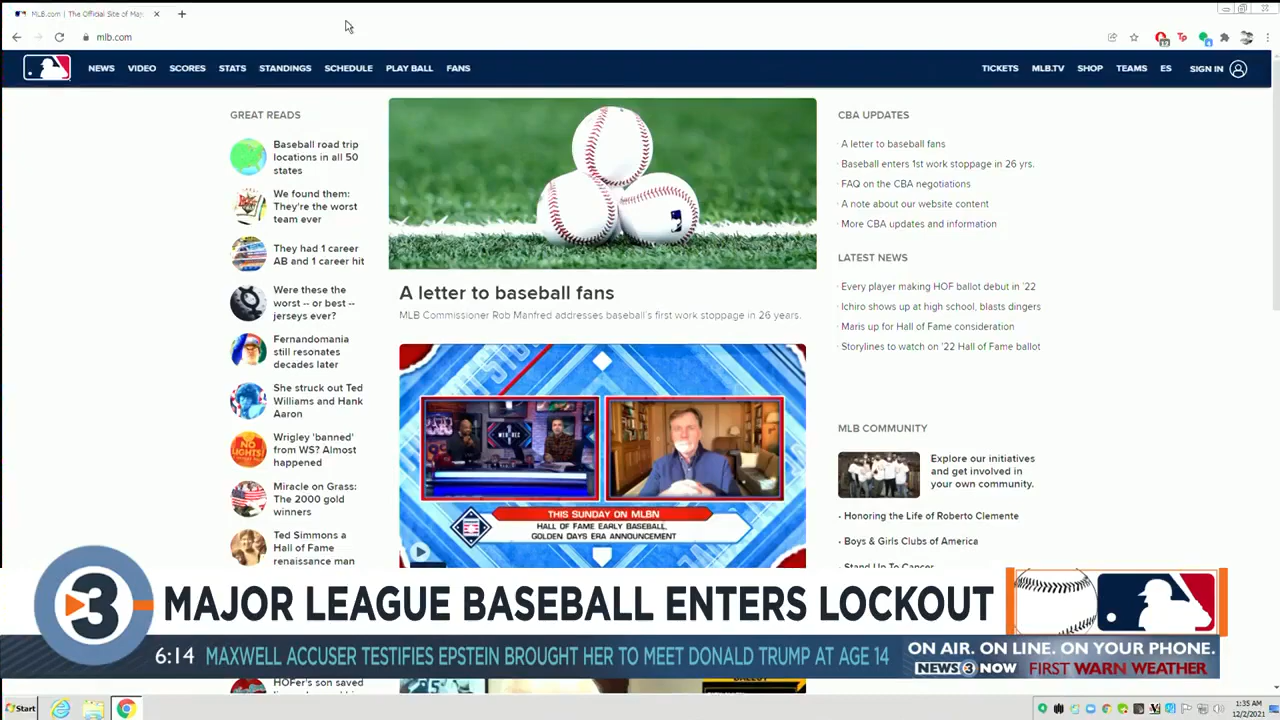 MLB.com | The Official Site of Maj
mlb.com
NEWS VIDEO SCORES STATS STANDINGS SCHEDULE PLAY BALL FANS TICKETS MLB.TV SHOP TEAMS ES SIGN IN
GREAT READS
Baseball road trip
locations in all 50
states
We found them:
They're the worst
team ever
They had 1 career
AB and 1 career hit
Were these the
worst -- or best --
jerseys ever?
Fernandomania
still resonates
decades later
She struck out Ted
Williams and Hank
Aaron
NO
LIGHTS!
Wrigley 'banned'
from WS? Almost
happened
Miracle on Grass:
The 2000 gold
winners
Ted Simmons a
Hall of Fame
renaissance man
HOFer's son saved
A letter to baseball fans
MLB Commissioner Rob Manfred addresses baseball's first work stoppage in 26 years.
THIS SUNDAY ON MLBN
HALL OF FAME EARLY BASEBALL,
GOLDEN DAYS ERA ANNOUNCEMENT
CBA UPDATES
· A letter to baseball fans
· Baseball enters 1st work stoppage in 26 yrs.
· FAQ on the CBA negotiations
· A note about our website content
· More CBA updates and information
LATEST NEWS
· Every player making HOF ballot debut in '22
· Ichiro shows up at high school, blasts dingers
· Maris up for Hall of Fame consideration
· Storylines to watch on '22 Hall of Fame ballot
MLB COMMUNITY
Explore our initiatives
and get involved in
your own community.
• Honoring the Life of Roberto Clemente
• Boys & Girls Clubs of America
• Stand Up To Cancer
3
MAJOR LEAGUE BASEBALL ENTERS LOCKOUT
6:14 MAXWELL ACCUSER TESTIFIES EPSTEIN BROUGHT HER TO MEET DONALD TRUMP AT AGE 14
ON AIR. ON LINE. ON YOUR PHONE.
NEWS 3 NOW FIRST WARN WEATHER
Start
1:35 AM
12/2/2021